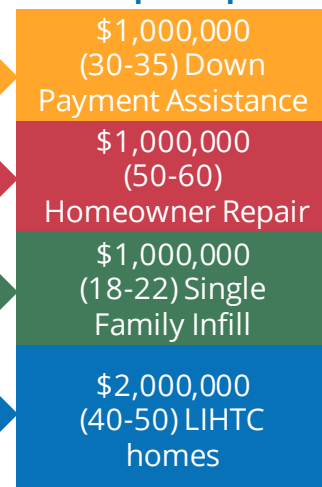 $1,000,000
(30-35) Down
Payment Assistance
$1,000,000
(50-60)
Homeowner Repair
$1,000,000
(18-22) Single
Family Infill
$2,000,000
(40-50) LIHTC
homes